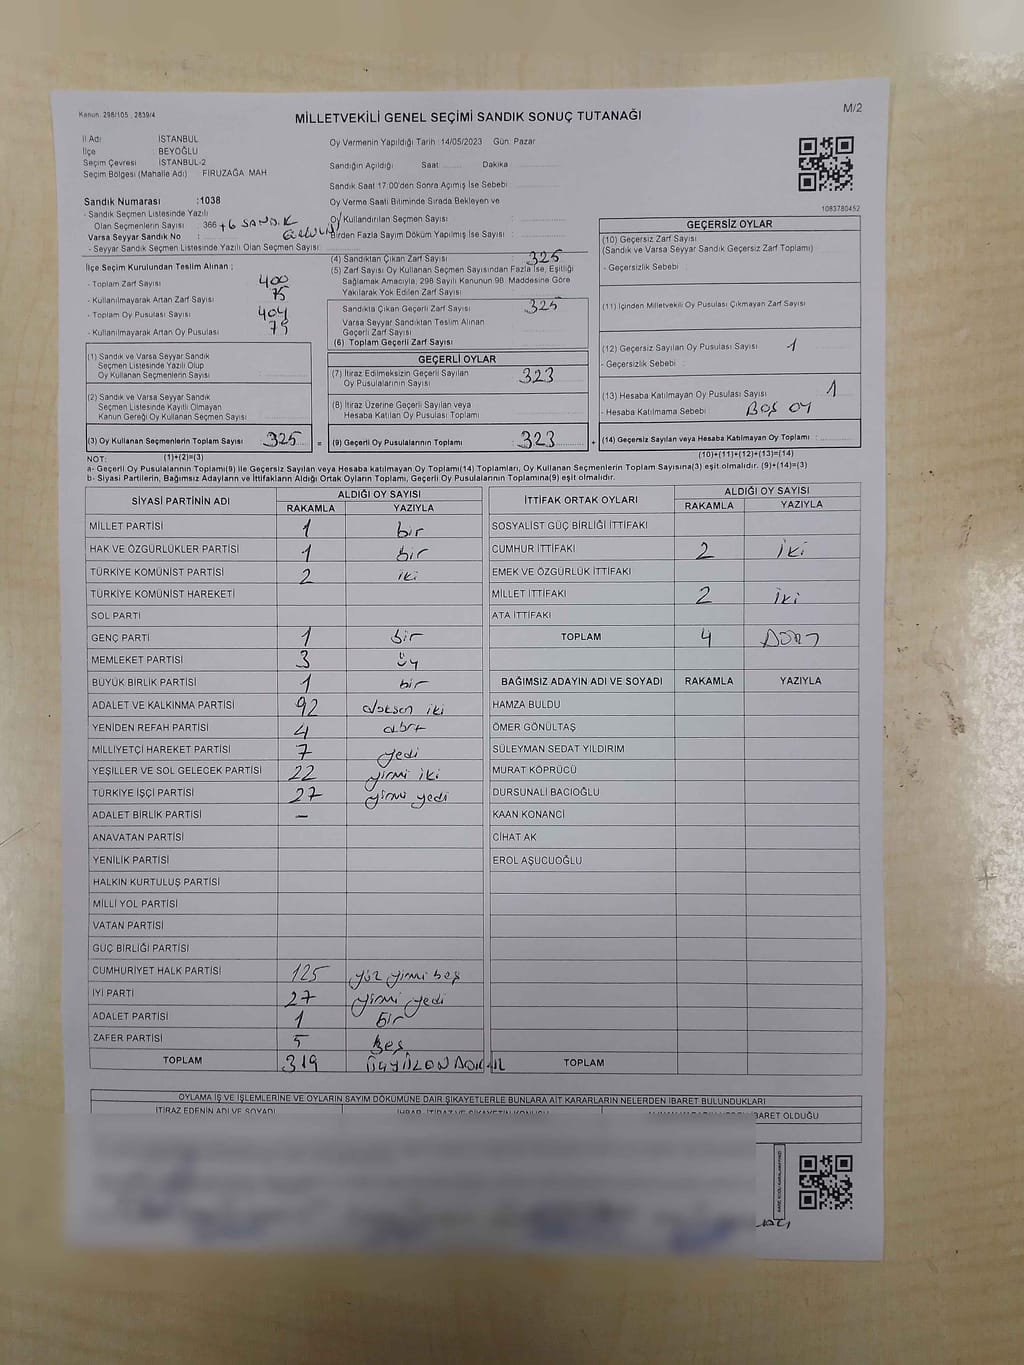 Kanun. 298/105 , 2839/4
MİLLETVEKİLİ GENEL SEÇİMİ SANDIK SONUÇ TUTANAĞI
M/2
İl Adı İSTANBUL
İlçe : BEYOĞLU
Seçim Çevresi : İSTANBUL-2
Seçim Bölgesi (Mahalle Adı) FİRUZAĞA MAH
Sandık Numarası :1038
- Sandık Seçmen Listesinde Yazılı
Olan Seçmenlerin Sayısı : 366 +6 SANDIK
Varsa Seyyar Sandık No :
- Seyyar Sandık Seçmen Listesinde Yazılı Olan Seçmen Sayısı :
Oy Vermenin Yapıldığı Tarih :14/05/2023 Gün: Pazar
Sandığın Açıldığı Saat Dakika
Sandık Saat 17:00'den Sonra Açımış İse Sebebi
Oy Verme Saati Bitiminde Sırada Bekleyen ve
Oy Kullandırılan Seçmen Sayısı :
Birden Fazla Sayım Döküm Yapılmış İse Sayısı :
1083780452
İlçe Seçim Kurulundan Teslim Alınan ;
- Toplam Zarf Sayısı 400
- Kullanılmayarak Artan Zarf Sayısı 75
- Toplam Oy Pusulası Sayısı 404
- Kullanılmayarak Artan Oy Pusulası 79
(1) Sandık ve Varsa Seyyar Sandık
Seçmen Listesinde Yazılı Olup
Oy Kullanan Seçmenlerin Sayısı :
(2) Sandık ve Varsa Seyyar Sandık
Seçmen Listesinde Kayıtlı Olmayan
Kanun Gereği Oy Kullanan Seçmen Sayısı
(3) Oy Kullanan Seçmenlerin Toplam Sayısı 325 =
(4) Sandıktan Çıkan Zarf Sayısı : 325
(5) Zarf Sayısı Oy Kullanan Seçmen Sayısından Fazla İse, Eşitliği
Sağlamak Amacıyla, 298 Sayılı Kanunun 98. Maddesine Göre
Yakılarak Yok Edilen Zarf Sayısı
Sandıkta Çıkan Geçerli Zarf Sayısı 325
Varsa Seyyar Sandıktan Teslim Alınan
Geçerli Zarf Sayısı
(6) Toplam Geçerli Zarf Sayısı
GEÇERLİ OYLAR
(7) İtiraz Edilmeksizin Geçerli Sayılan
Oy Pusulalarının Sayısı 323
(8) İtiraz Üzerine Geçerli Sayılan veya
Hesaba Katılan Oy Pusulası Toplamı
(9) Geçerli Oy Pusulalarının Toplamı 323 +
GEÇERSİZ OYLAR
(10) Geçersiz Zarf Sayısı
(Sandık ve Varsa Seyyar Sandık Geçersiz Zarf Toplamı)
- Geçersizlik Sebebi
(11) İçinden Milletvekili Oy Pusulası Çıkmayan Zarf Sayısı
(12) Geçersiz Sayılan Oy Pusulası Sayısı 1
- Geçersizlik Sebebi :
(13) Hesaba Katılmayan Oy Pusulası Sayısı 1
- Hesaba Katılmama Sebebi BOŞ OY
(14) Geçersiz Sayılan veya Hesaba Katılmayan Oy Toplamı :
NOT: (1)+(2)=(3) (10)+(11)+(12)+(13)=(14)
a- Geçerli Oy Pusulalarının Toplamı(9) ile Geçersiz Sayılan veya Hesaba katılmayan Oy Toplamı(14) Toplamları, Oy Kullanan Seçmenlerin Toplam Sayısına(3) eşit olmalıdır. (9)+(14)=(3)
b- Siyasi Partilerin, Bağımsız Adayların ve İttifakların Aldığı Ortak Oyların Toplamı, Geçerli Oy Pusulalarının Toplamına(9) eşit olmalıdır.
SİYASİ PARTİNİN ADI ALDIĞI OY SAYISI
RAKAMLA YAZIYLA
MİLLET PARTİSİ 1 bir
HAK VE ÖZGÜRLÜKLER PARTİSİ 1 bir
TÜRKİYE KOMÜNİST PARTİSİ 2 iki
TÜRKİYE KOMÜNİST HAREKETİ
SOL PARTİ
GENÇ PARTİ 1 bir
MEMLEKET PARTİSİ 3 üç
BÜYÜK BİRLİK PARTİSİ 1 bir
ADALET VE KALKINMA PARTİSİ 92 doksan iki
YENİDEN REFAH PARTİSİ 4 dört
MİLLİYETÇİ HAREKET PARTİSİ 7 yedi
YEŞİLLER VE SOL GELECEK PARTİSİ 22 yirmi iki
TÜRKİYE İŞÇİ PARTİSİ 27 yirmi yedi
ADALET BİRLİK PARTİSİ –
ANAVATAN PARTİSİ
YENİLİK PARTİSİ
HALKIN KURTULUŞ PARTİSİ
MİLLİ YOL PARTİSİ
VATAN PARTİSİ
GÜÇ BİRLİĞİ PARTİSİ
CUMHURİYET HALK PARTİSİ 125 yüz yirmi beş
İYİ PARTİ 27 yirmi yedi
ADALET PARTİSİ 1 bir
ZAFER PARTİSİ 5 beş
TOPLAM 319
İTTİFAK ORTAK OYLARI ALDIĞI OY SAYISI
RAKAMLA YAZIYLA
SOSYALİST GÜÇ BİRLİĞİ İTTİFAKI
CUMHUR İTTİFAKI 2 iki
EMEK VE ÖZGÜRLÜK İTTİFAKI
MİLLET İTTİFAKI 2 iki
ATA İTTİFAKI
TOPLAM 4 DÖRT
BAĞIMSIZ ADAYIN ADI VE SOYADI RAKAMLA YAZIYLA
HAMZA BULDU
ÖMER GÖNÜLTAŞ
SÜLEYMAN SEDAT YILDIRIM
MURAT KÖPRÜCÜ
DURSUNALİ BACIOĞLU
KAAN KONANCİ
CİHAT AK
EROL AŞUCUOĞLU
TOPLAM
OYLAMA İŞ VE İŞLEMLERİNE VE OYLARIN SAYIM DÖKÜMÜNE DAİR ŞİKAYETLERLE BUNLARA AİT KARARLARIN NELERDEN İBARET BULUNDUKLARI
İTİRAZ EDENİN ADI VE SOYADI